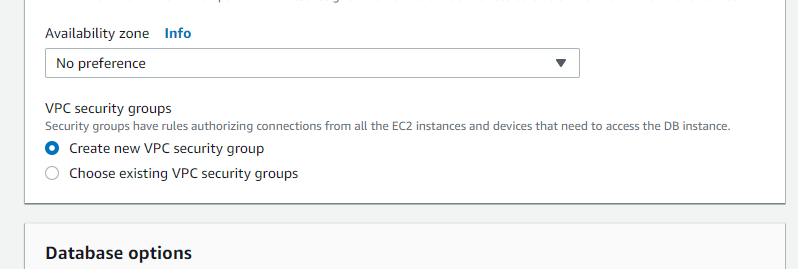 Availability zone Info
No preference
VPC security groups
Security groups have rules authorizing connections from all the EC2 instances and devices that need to access the DB instance.
Create new VPC security group
Choose existing VPC security groups
Database options